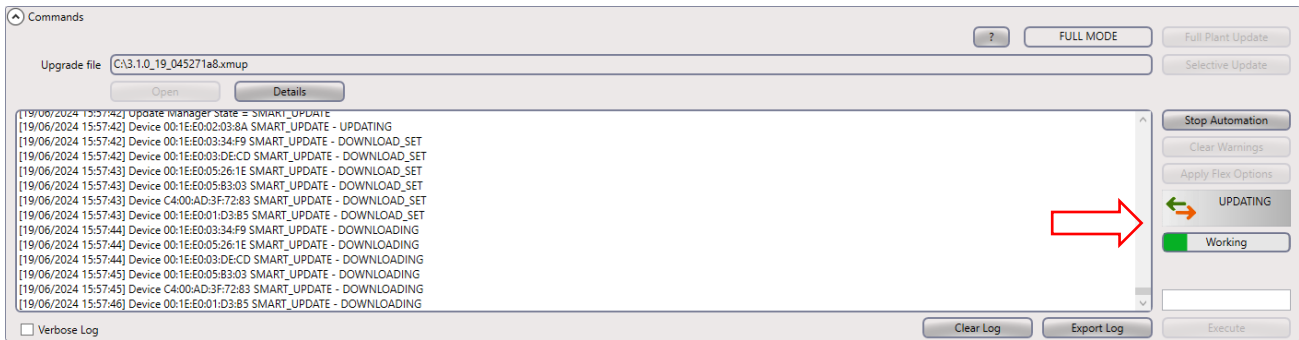 Commands
? FULL MODE Full Plant Update
Upgrade file C:\3.1.0_19_045271a8.xmup Selective Update
Open Details
[19/06/2024 15:57:42] Update Manager State = SMART_UPDATE
[19/06/2024 15:57:42] Device 00:1E:E0:02:03:8A SMART_UPDATE - UPDATING
[19/06/2024 15:57:42] Device 00:1E:E0:03:34:F9 SMART_UPDATE - DOWNLOAD_SET
[19/06/2024 15:57:42] Device 00:1E:E0:03:DE:CD SMART_UPDATE - DOWNLOAD_SET
[19/06/2024 15:57:43] Device 00:1E:E0:05:26:1E SMART_UPDATE - DOWNLOAD_SET
[19/06/2024 15:57:43] Device 00:1E:E0:05:B3:03 SMART_UPDATE - DOWNLOAD_SET
[19/06/2024 15:57:43] Device C4:00:AD:3F:72:83 SMART_UPDATE - DOWNLOAD_SET
[19/06/2024 15:57:43] Device 00:1E:E0:01:D3:B5 SMART_UPDATE - DOWNLOAD_SET
[19/06/2024 15:57:44] Device 00:1E:E0:03:34:F9 SMART_UPDATE - DOWNLOADING
[19/06/2024 15:57:44] Device 00:1E:E0:05:26:1E SMART_UPDATE - DOWNLOADING
[19/06/2024 15:57:44] Device 00:1E:E0:03:DE:CD SMART_UPDATE - DOWNLOADING
[19/06/2024 15:57:45] Device 00:1E:E0:05:B3:03 SMART_UPDATE - DOWNLOADING
[19/06/2024 15:57:45] Device C4:00:AD:3F:72:83 SMART_UPDATE - DOWNLOADING
[19/06/2024 15:57:46] Device 00:1E:E0:01:D3:B5 SMART_UPDATE - DOWNLOADING
Stop Automation
Clear Warnings
Apply Flex Options
UPDATING
Working
Verbose Log Clear Log Export Log Execute